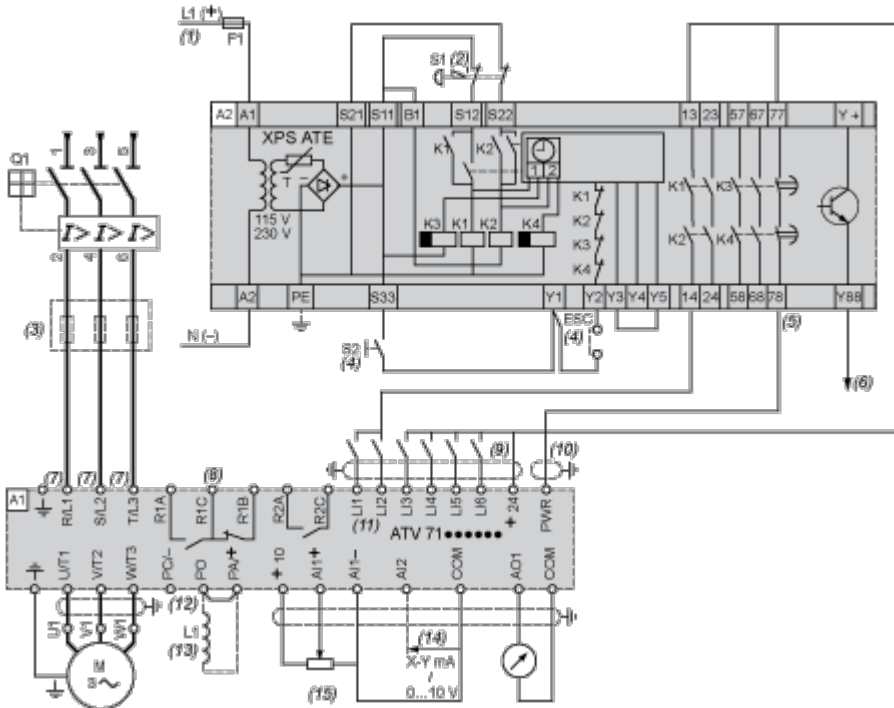 L1 (+)
(1)
F1
S1 (2)
A2 A1 S21 S11 B1 S12 S22 13 23 57 67 77 Y +
XPS ATE
T
115 V
230 V
K1 K2
1 2
K3 K1 K2 K4
K1
K2
K3
K4
K1 K3
K2 K4
A2 PE S33 Y1 Y2 Y3 Y4 Y5 14 24 58 68 78 Y88
(5)
(6)
N (–)
S2
(4)
ESC
(4)
Q1
1 3 5
I> I> I>
2 4 6
(3)
(7) (7) (7) (8) (9) (10)
A1
R/L1 S/L2 T/L3 R1A R1C R1B R2A R2C LI1 LI2 LI3 LI4 LI5 LI6 + 24 PWR
(11)
ATV 71
U/T1 V/T2 W/T3 PC/– PO PA/+ + 10 AI1+ AI1– AI2 COM AO1 COM
(12)
L1
(13)
U1 V1 W1
M
3
(14)
X-Y mA
/
0...10 V
(15)